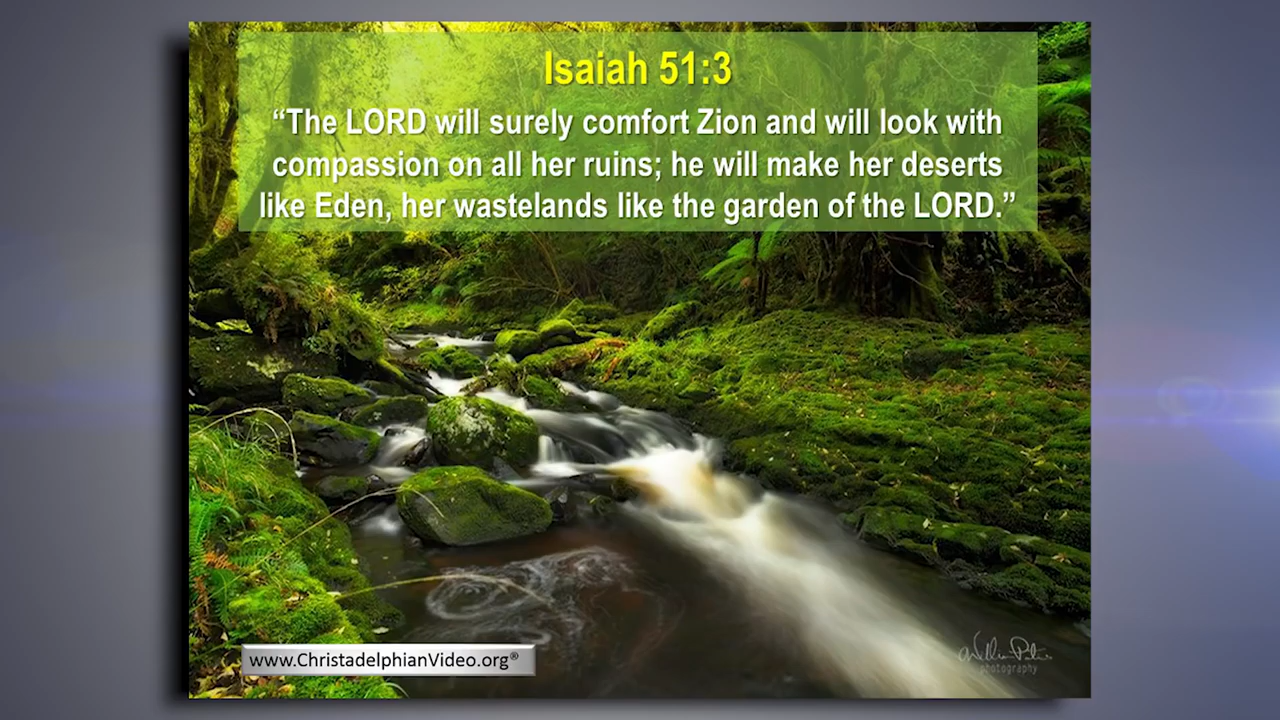 Isaiah 51:3
“The LORD will surely comfort Zion and will look with
compassion on all her ruins; he will make her deserts
like Eden, her wastelands like the garden of the LORD.”
www.ChristadelphianVideo.org®
photography